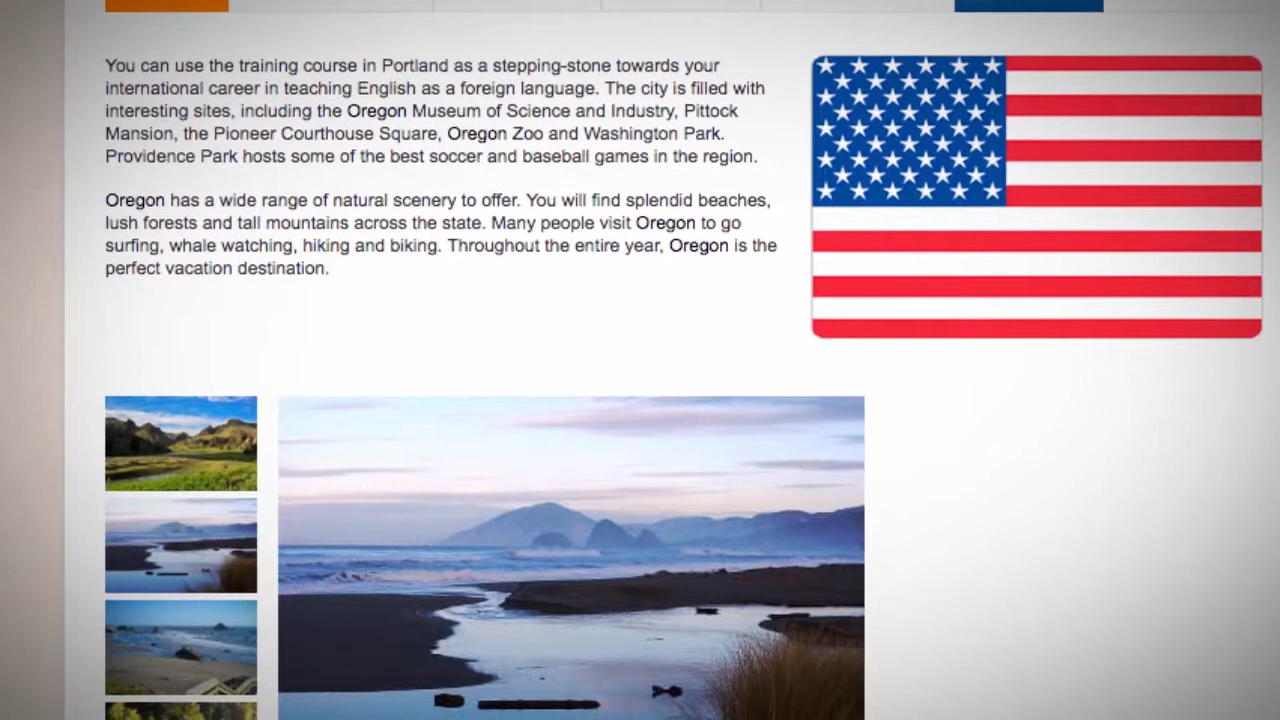 You can use the training course in Portland as a stepping-stone towards your
international career in teaching English as a foreign language. The city is filled with
interesting sites, including the Oregon Museum of Science and Industry, Pittock
Mansion, the Pioneer Courthouse Square, Oregon Zoo and Washington Park.
Providence Park hosts some of the best soccer and baseball games in the region.
Oregon has a wide range of natural scenery to offer. You will find splendid beaches,
lush forests and tall mountains across the state. Many people visit Oregon to go
surfing, whale watching, hiking and biking. Throughout the entire year, Oregon is the
perfect vacation destination.